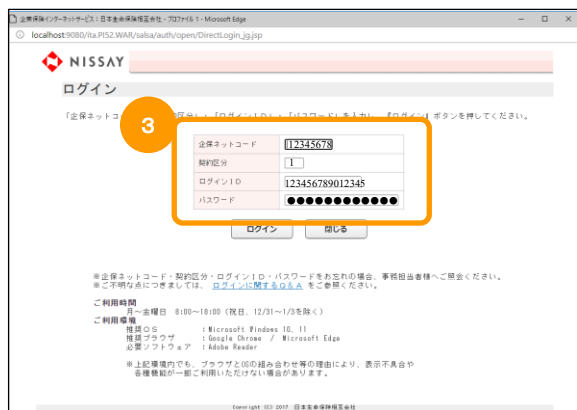 企業保険インターネットサービス：日本生命保険相互会社 - プロファイル 1 - Microsoft Edge
localhost:9080/ita.PI52.WAR/salsa/auth/open/DirectLogin_jg.jsp
NISSAY
ログイン
「企保ネットコ 約区分」・「ログインＩＤ」・「パスワード」を入力し、『ログイン』ボタンを押してください。
3
企保ネットコード 12345678
契約区分 1
ログインＩＤ 123456789012345
パスワード ●●●●●●●●●●●●
ログイン 閉じる
※企保ネットコード・契約区分・ログインＩＤ・パスワードをお忘れの場合、事務担当者様へご照会ください。
※ご不明な点につきましては、 ログインに関するＱ＆Ａ をご参照ください。
ご利用時間
月～金曜日 8:00～18:00（祝日、12/31～1/3を除く）
ご利用環境
推奨ＯＳ ：Microsoft Windows 10, 11
推奨ブラウザ ：Google Chrome / Microsoft Edge
必要ソフトウェア ：Adobe Reader
※上記環境内でも、ブラウザとOSの組み合わせ等の理由により、表示不具合や
各種機能が一部ご利用いただけない場合があります。
Copyright (C) 2017 日本生命保険相互会社